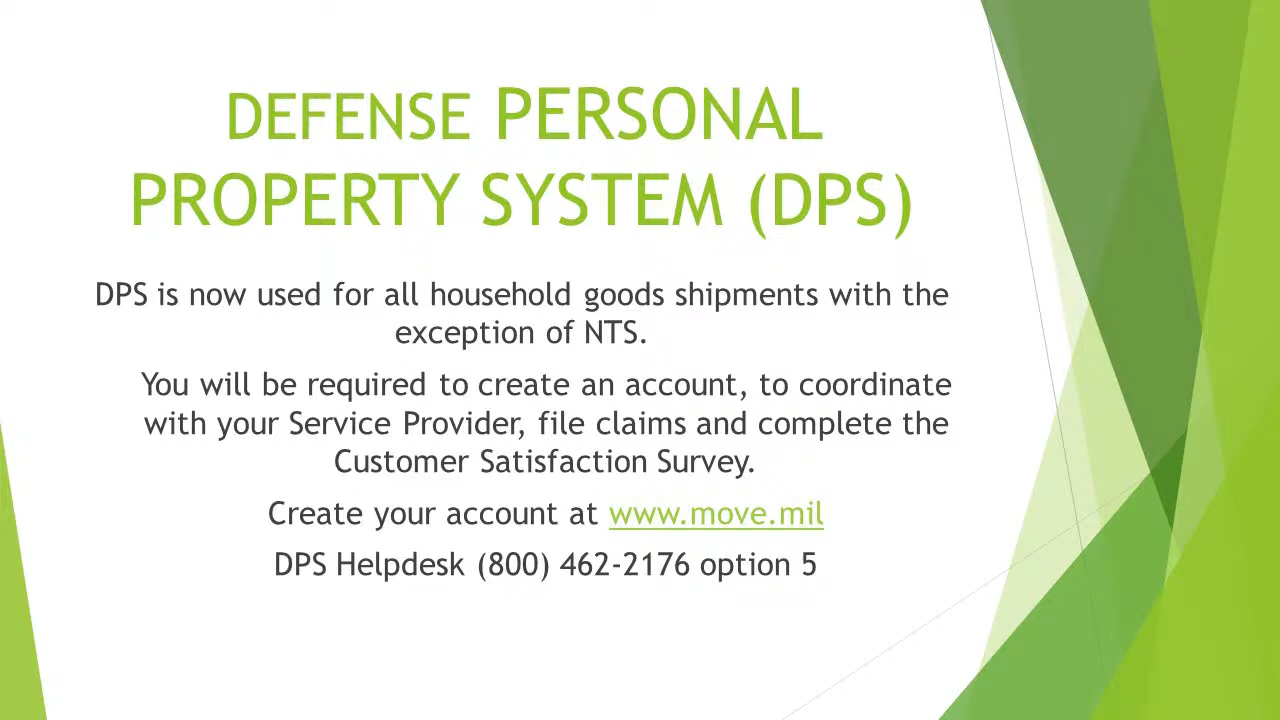 DEFENSE PERSONAL
PROPERTY SYSTEM (DPS)
DPS is now used for all household goods shipments with the
exception of NTS.
You will be required to create an account, to coordinate
with your Service Provider, file claims and complete the
Customer Satisfaction Survey.
Create your account at www.move.mil
DPS Helpdesk (800) 462-2176 option 5